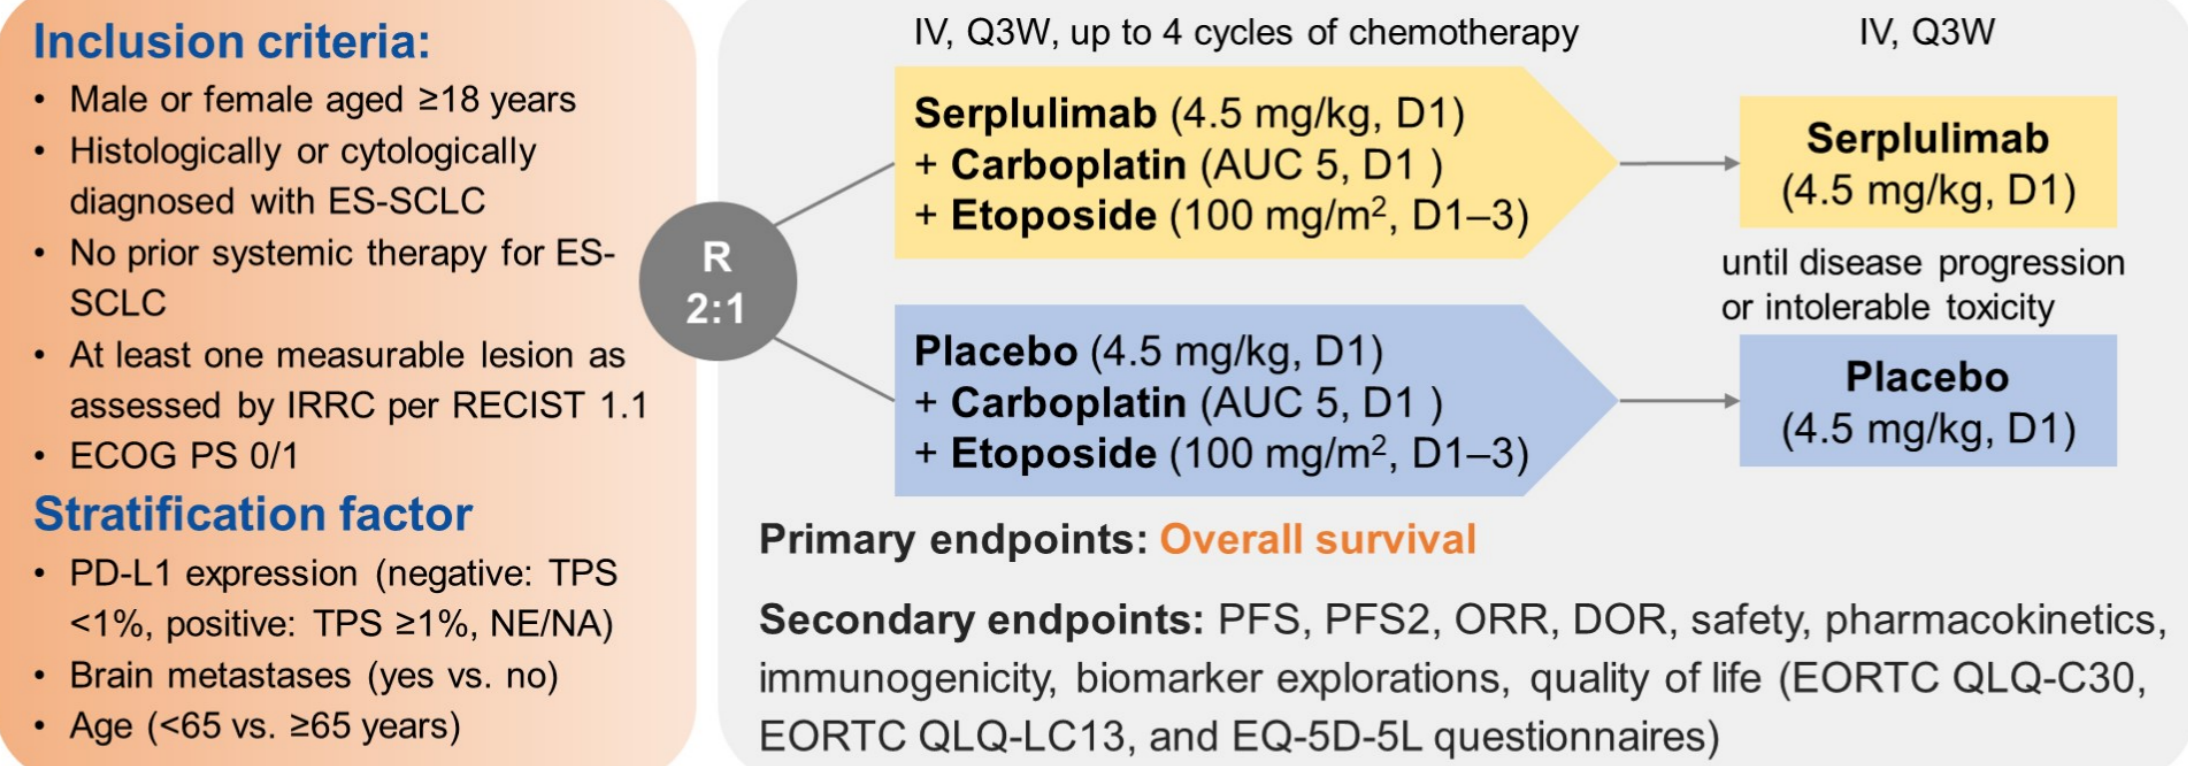 Inclusion criteria:
• Male or female aged ≥18 years
• Histologically or cytologically
diagnosed with ES-SCLC
• No prior systemic therapy for ES-
SCLC
• At least one measurable lesion as
assessed by IRRC per RECIST 1.1
• ECOG PS 0/1
Stratification factor
• PD-L1 expression (negative: TPS
<1%, positive: TPS ≥1%, NE/NA)
• Brain metastases (yes vs. no)
• Age (<65 vs. ≥65 years)
R
2:1
IV, Q3W, up to 4 cycles of chemotherapy
Serplulimab (4.5 mg/kg, D1)
+ Carboplatin (AUC 5, D1 )
+ Etoposide (100 mg/m², D1–3)
Placebo (4.5 mg/kg, D1)
+ Carboplatin (AUC 5, D1 )
+ Etoposide (100 mg/m², D1–3)
IV, Q3W
Serplulimab
(4.5 mg/kg, D1)
until disease progression
or intolerable toxicity
Placebo
(4.5 mg/kg, D1)
Primary endpoints: Overall survival
Secondary endpoints: PFS, PFS2, ORR, DOR, safety, pharmacokinetics,
immunogenicity, biomarker explorations, quality of life (EORTC QLQ-C30,
EORTC QLQ-LC13, and EQ-5D-5L questionnaires)